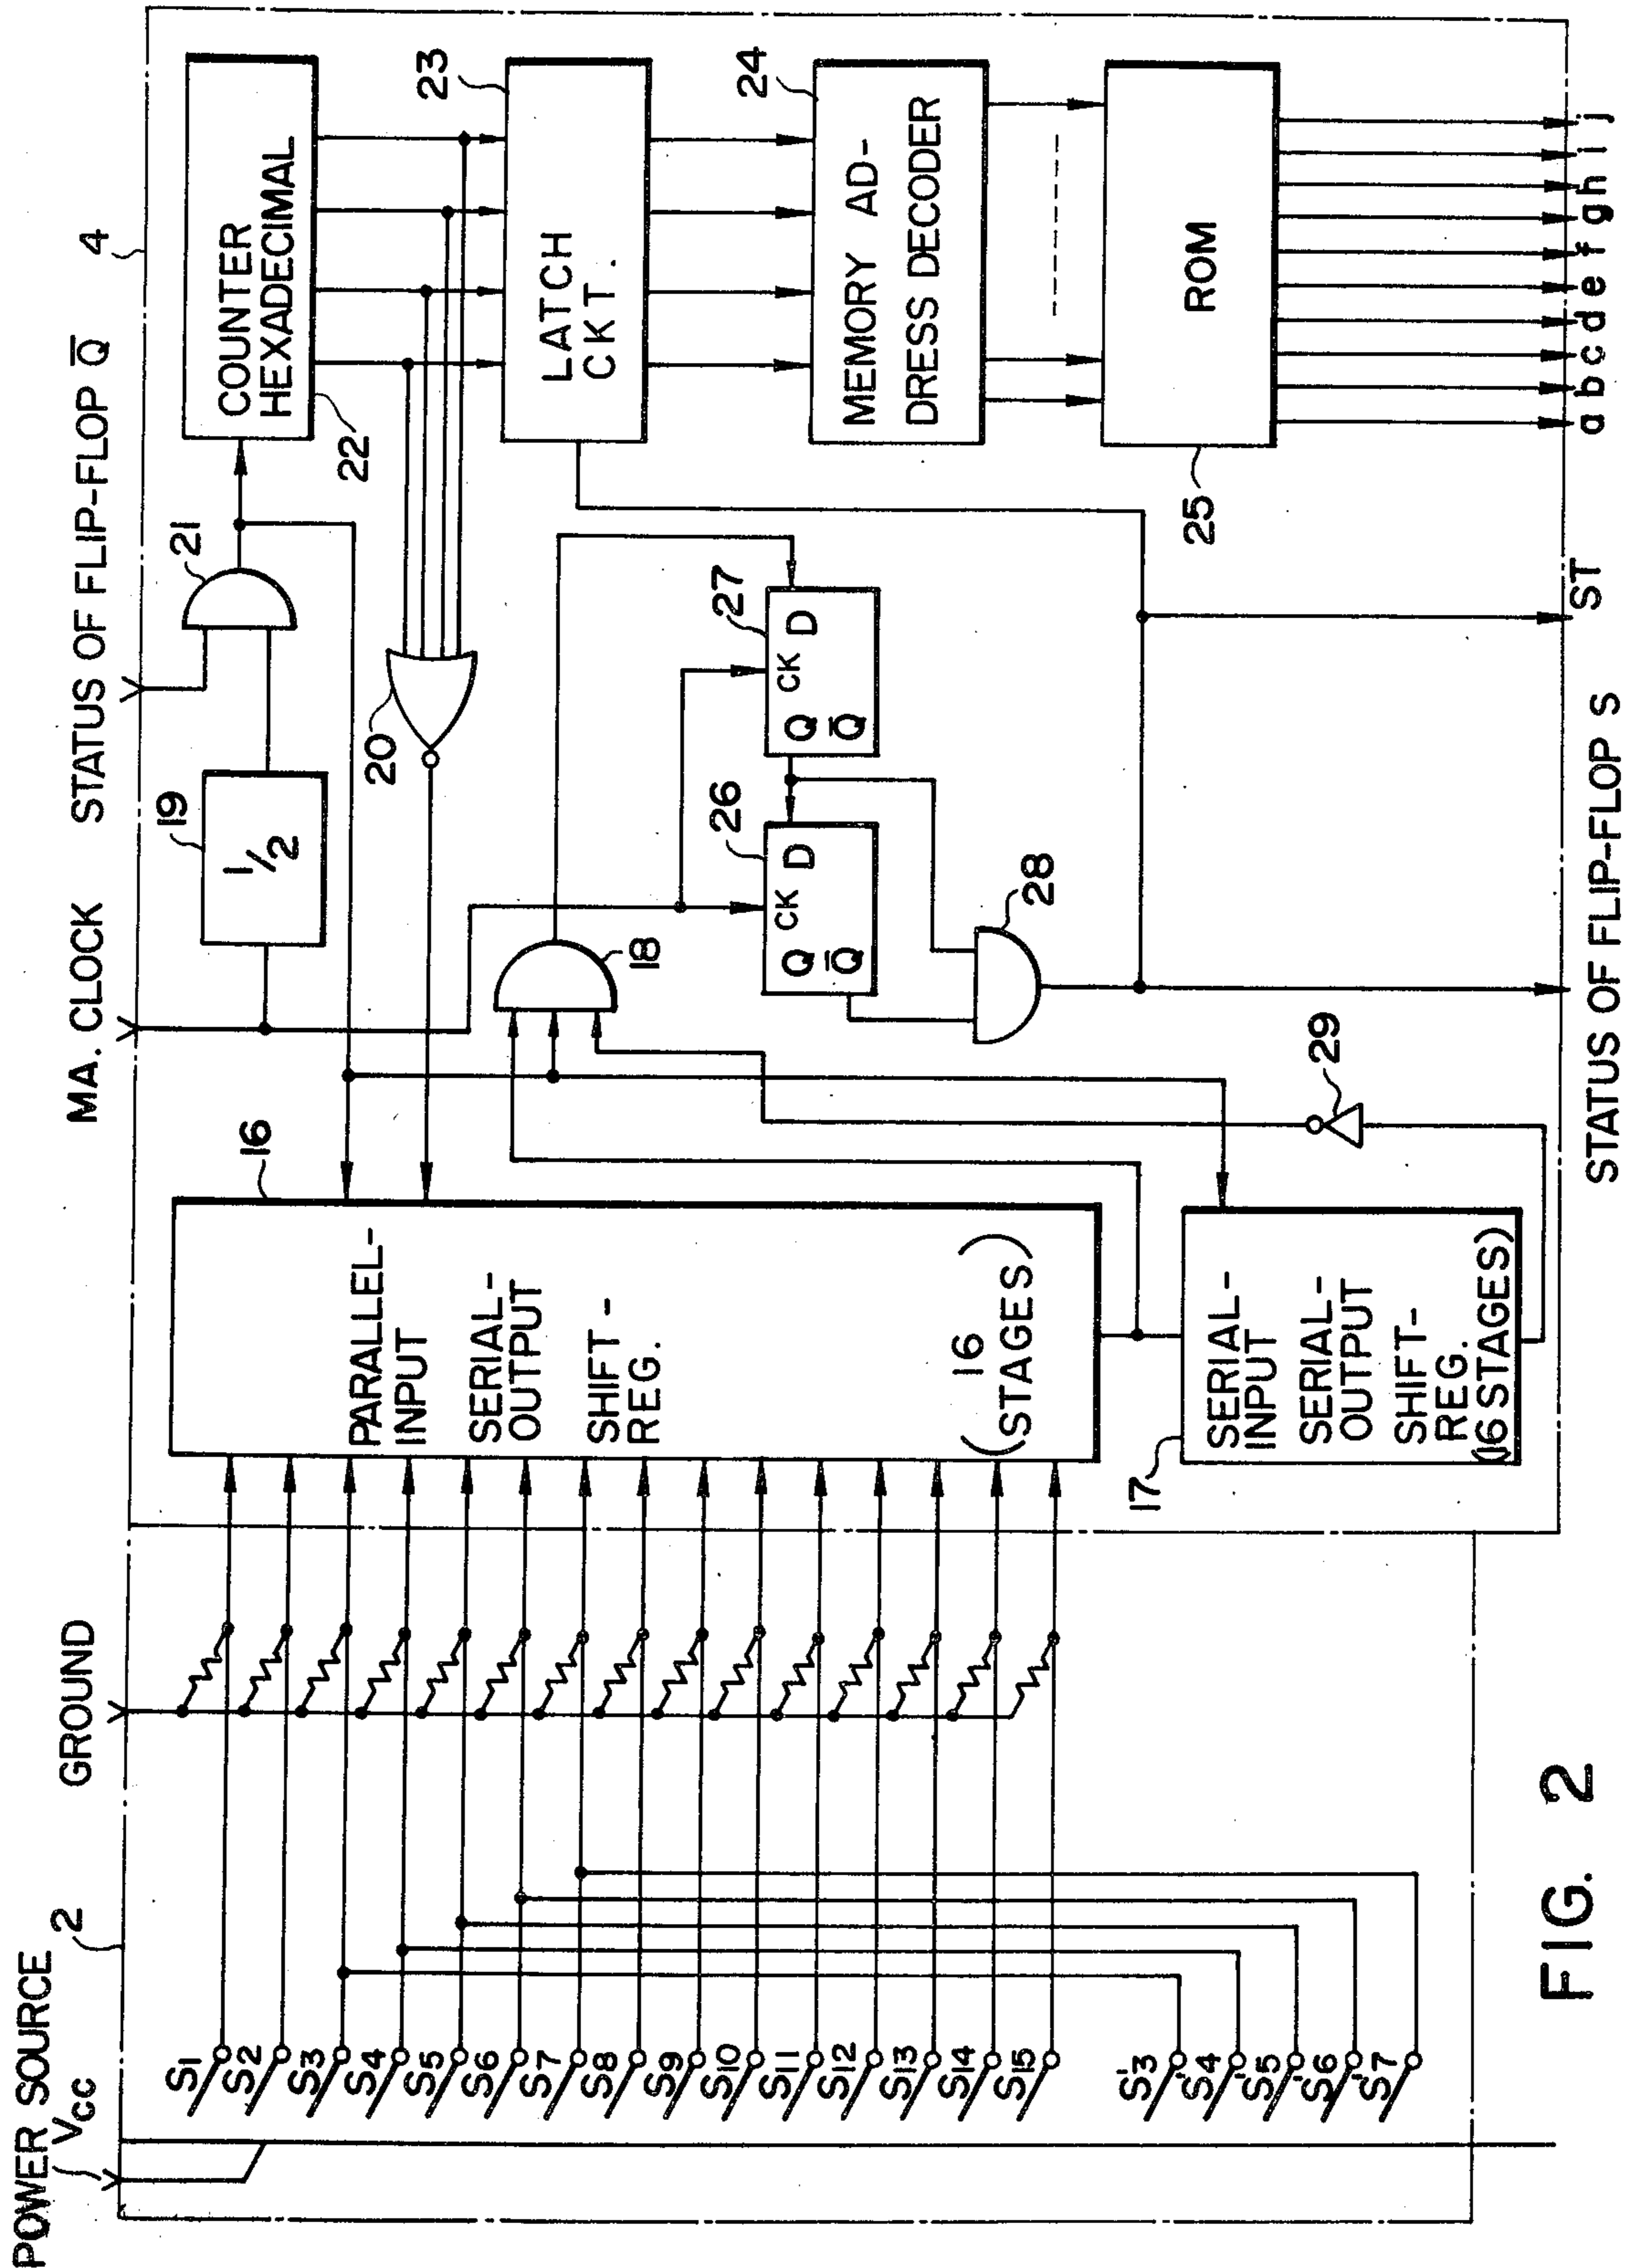 POWER SOURCE
Vcc
2
GROUND
MA. CLOCK
STATUS OF FLIP-FLOP Q̅
4
S1
S2
S3
S4
S5
S6
S7
S8
S9
S10
S11
S12
S13
S14
S15
S'3
S'4
S'5
S'6
S'7
16
PARALLEL-
INPUT
SERIAL-
OUTPUT
SHIFT-
REG.
(16
STAGES)
17
SERIAL-
INPUT
SERIAL-
OUTPUT
SHIFT-
REG.
(16 STAGES)
19
1/2
21
20
18
22
COUNTER
HEXADECIMAL
23
LATCH
CKT.
24
MEMORY AD-
DRESS DECODER
25
ROM
26
CK D
Q
Q̅
27
CK D
Q
Q̅
28
29
a b c d e f g h i j
ST
STATUS OF FLIP-FLOP S
FIG. 2